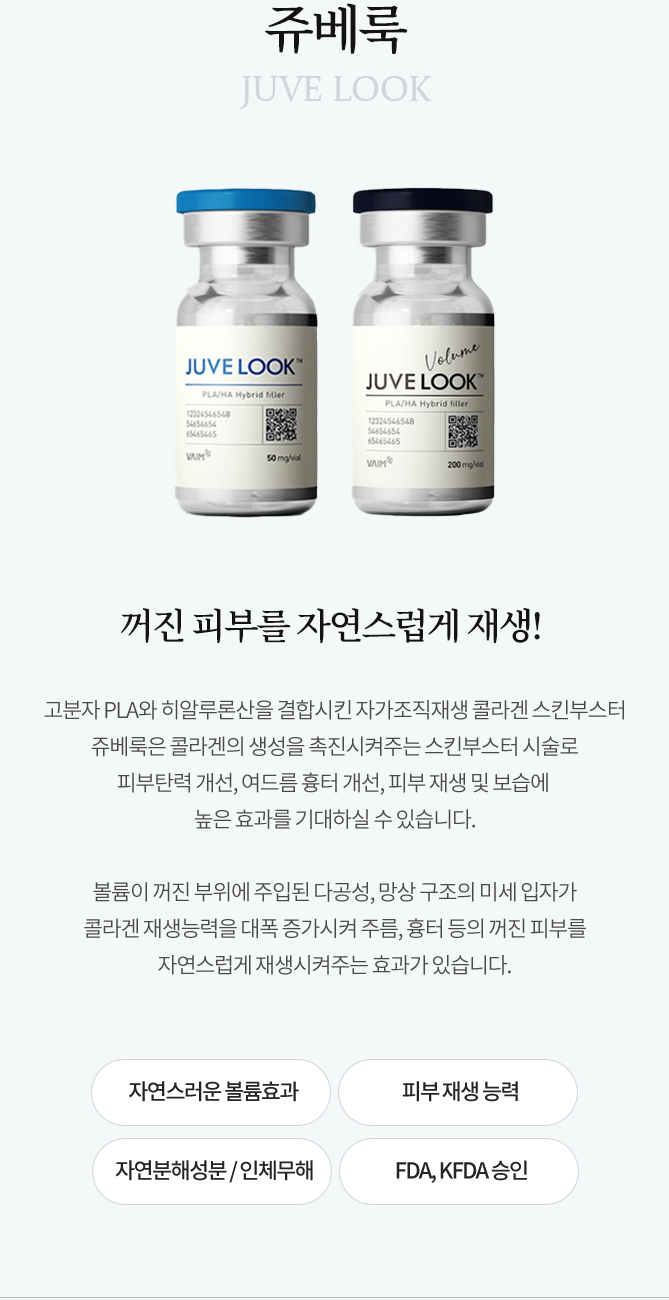 쥬베룩
JUVE LOOK
JUVE LOOK™
PLA/HA Hybrid filler
12324546548
54654654
65465465
VAIM
50 mg/vial
Volume
JUVE LOOK™
PLA/HA Hybrid filler
12324546548
54654654
65465465
VAIM
200 mg/vial
꺼진 피부를 자연스럽게 재생!
고분자 PLA와 히알루론산을 결합시킨 자가조직재생 콜라겐 스킨부스터
쥬베룩은 콜라겐의 생성을 촉진시켜주는 스킨부스터 시술로
피부탄력 개선, 여드름 흉터 개선, 피부 재생 및 보습에
높은 효과를 기대하실 수 있습니다.
볼륨이 꺼진 부위에 주입된 다공성, 망상 구조의 미세 입자가
콜라겐 재생능력을 대폭 증가시켜 주름, 흉터 등의 꺼진 피부를
자연스럽게 재생시켜주는 효과가 있습니다.
자연스러운 볼륨효과
피부 재생 능력
자연분해성분 / 인체무해
FDA, KFDA 승인